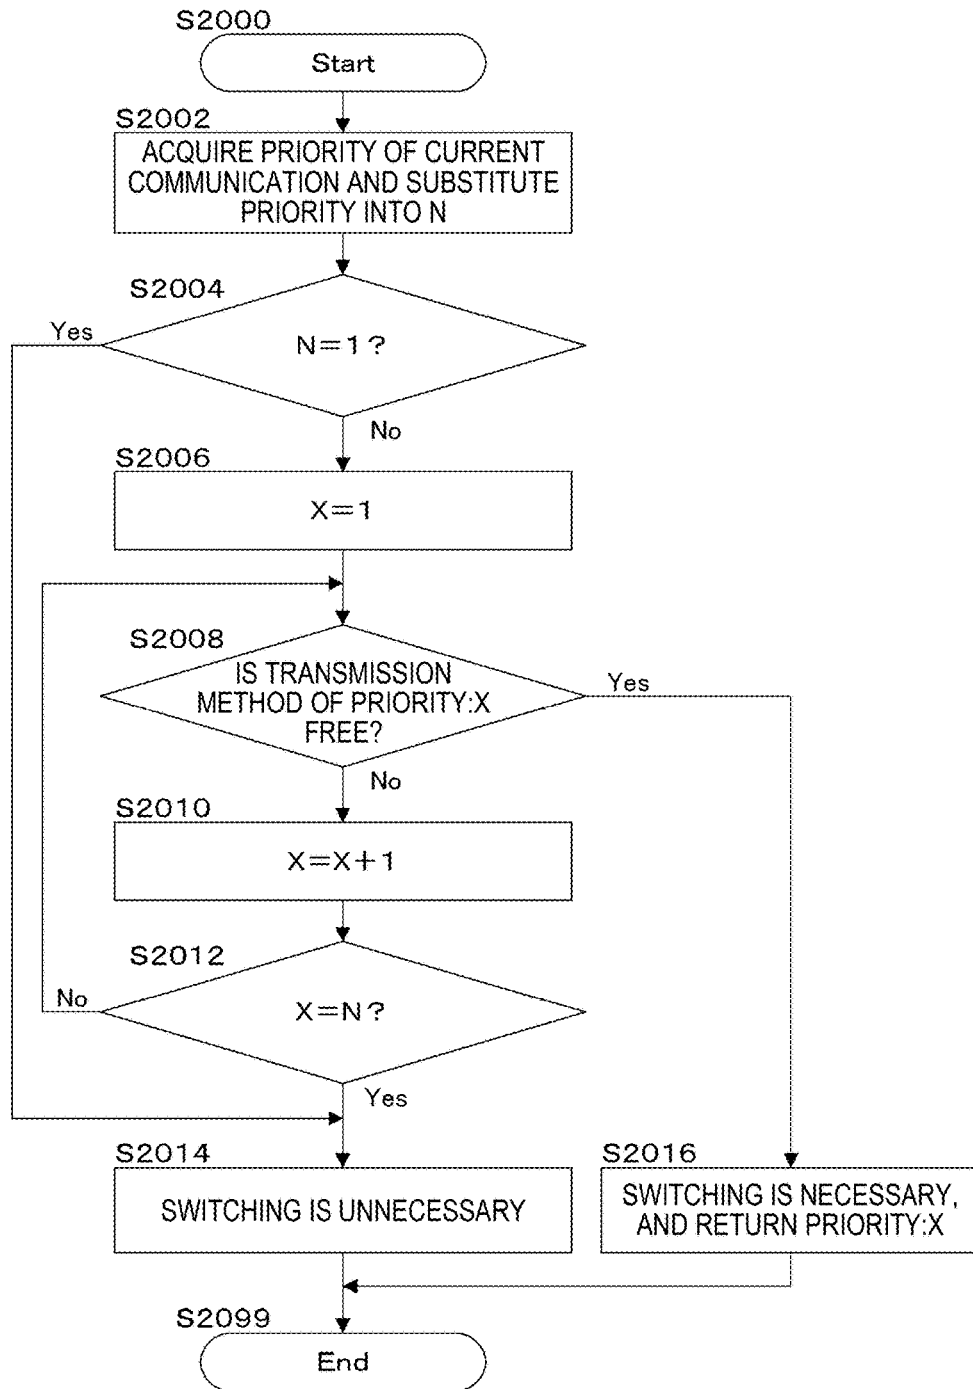 S2000
Start
S2002
ACQUIRE PRIORITY OF CURRENT
COMMUNICATION AND SUBSTITUTE
PRIORITY INTO N
S2004
Yes
N=1?
No
S2006
X=1
S2008
IS TRANSMISSION
METHOD OF PRIORITY:X
FREE?
Yes
No
S2010
X=X+1
S2012
No
X=N?
Yes
S2014
SWITCHING IS UNNECESSARY
S2016
SWITCHING IS NECESSARY,
AND RETURN PRIORITY:X
S2099
End